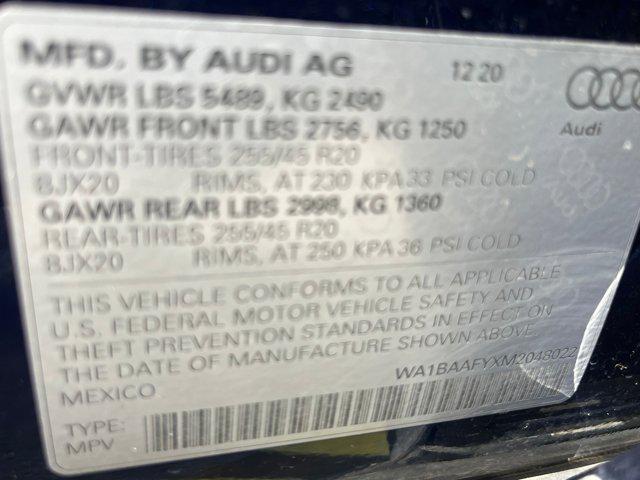 MFD. BY AUDI AG 12 20
GVWR LBS 5489, KG 2490
GAWR FRONT LBS 2756, KG 1250
Audi
FRONT-TIRES 255/45 R20
8JX20 RIMS, AT 230 KPA 33 PSI COLD
GAWR REAR LBS 2998, KG 1360
REAR-TIRES 255/45 R20
8JX20 RIMS, AT 250 KPA 36 PSI COLD
THIS VEHICLE CONFORMS TO ALL APPLICABLE
U.S. FEDERAL MOTOR VEHICLE SAFETY AND
THEFT PREVENTION STANDARDS IN EFFECT ON
THE DATE OF MANUFACTURE SHOWN ABOVE.
MEXICO WA1BAAFYXM2048022
TYPE:
MPV